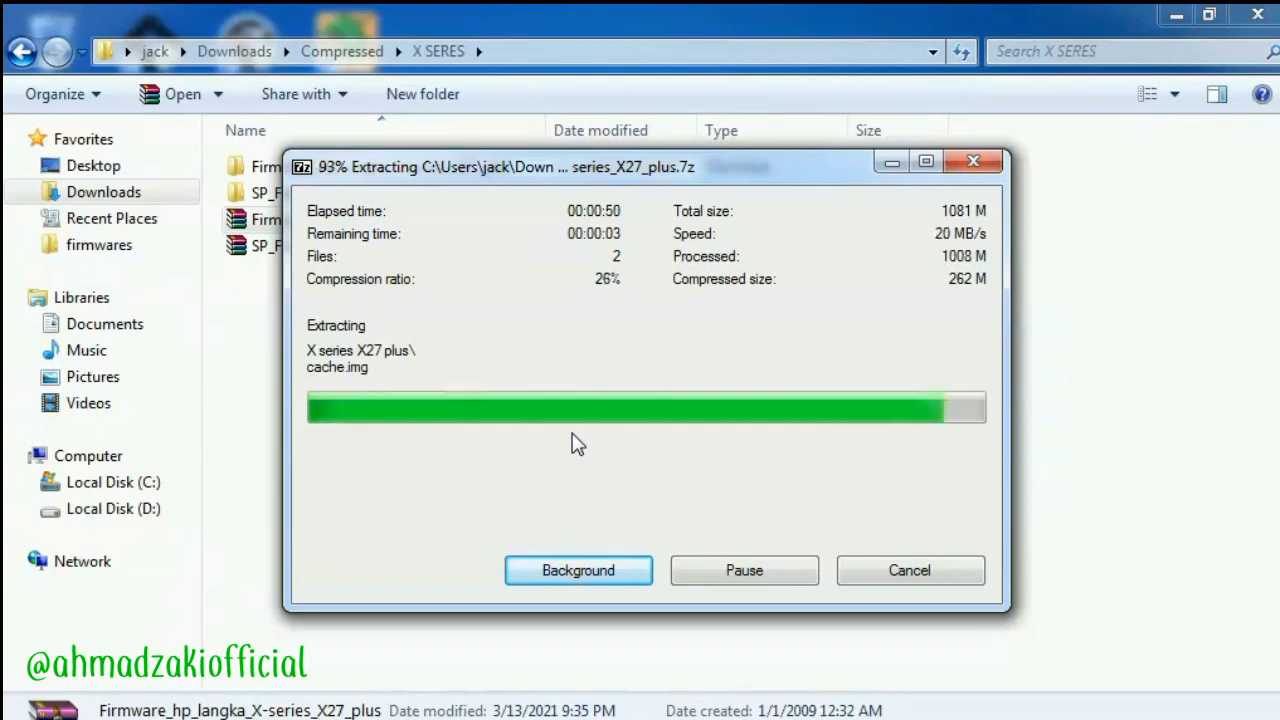 jack Downloads Compressed X SERES
Search X SERES
Organize Open Share with New folder
Name Date modified Type Size
Favorites
Desktop
Downloads
Recent Places
firmwares
Libraries
Documents
Music
Pictures
Videos
Computer
Local Disk (C:)
Local Disk (D:)
Network
Firm
SP_F
Firm
SP_F
7z 93% Extracting C:\Users\jack\Down ... series_X27_plus.7z
Elapsed time: 00:00:50 Total size: 1081 M
Remaining time: 00:00:03 Speed: 20 MB/s
Files: 2 Processed: 1008 M
Compression ratio: 26% Compressed size: 262 M
Extracting
X series X27 plus\
cache.img
Background Pause Cancel
@ahmadzakiofficial
Firmware_hp_langka_X-series_X27_plus Date modified: 3/13/2021 9:35 PM Date created: 1/1/2009 12:32 AM